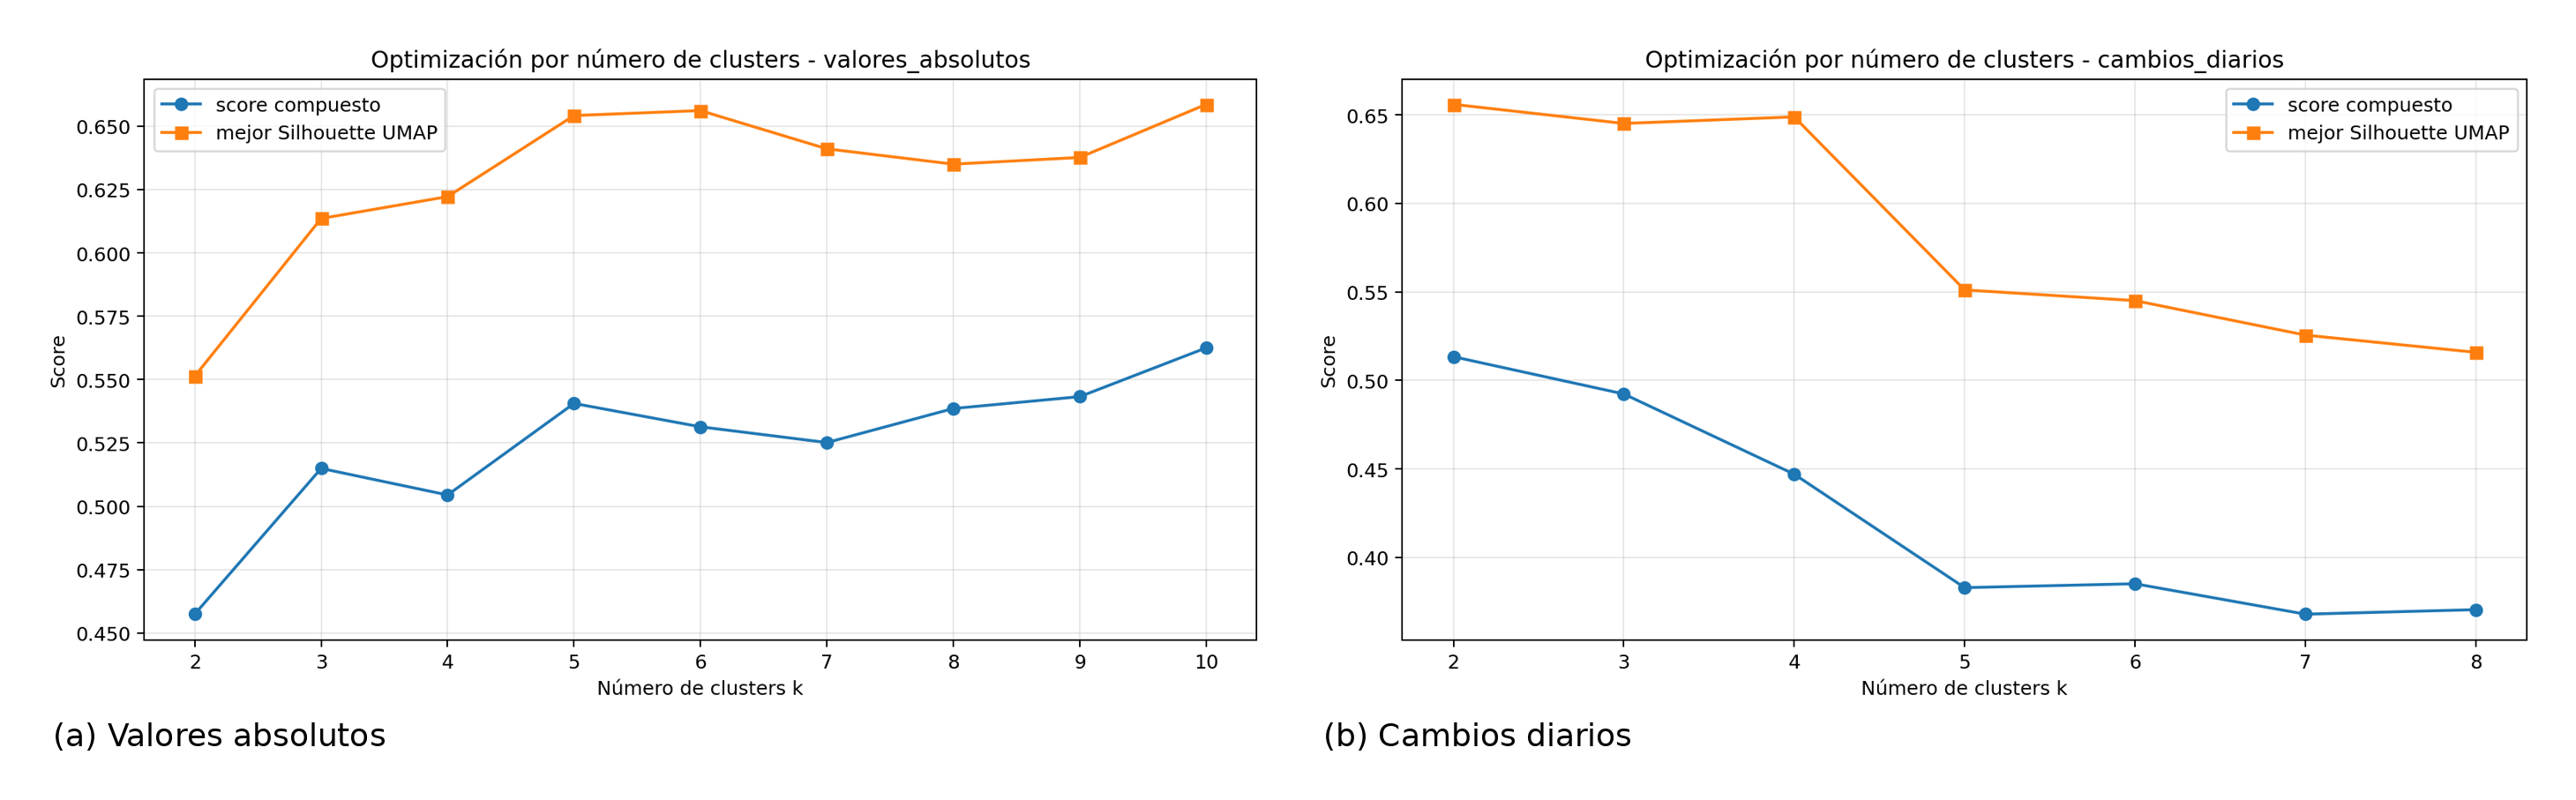 Optimización por número de clusters - valores_absolutos
score compuesto
mejor Silhouette UMAP
Score
0.650
0.625
0.600
0.575
0.550
0.525
0.500
0.475
0.450
2 3 4 5 6 7 8 9 10
Número de clusters k
(a) Valores absolutos
Optimización por número de clusters - cambios_diarios
score compuesto
mejor Silhouette UMAP
Score
0.65
0.60
0.55
0.50
0.45
0.40
2 3 4 5 6 7 8
Número de clusters k
(b) Cambios diarios